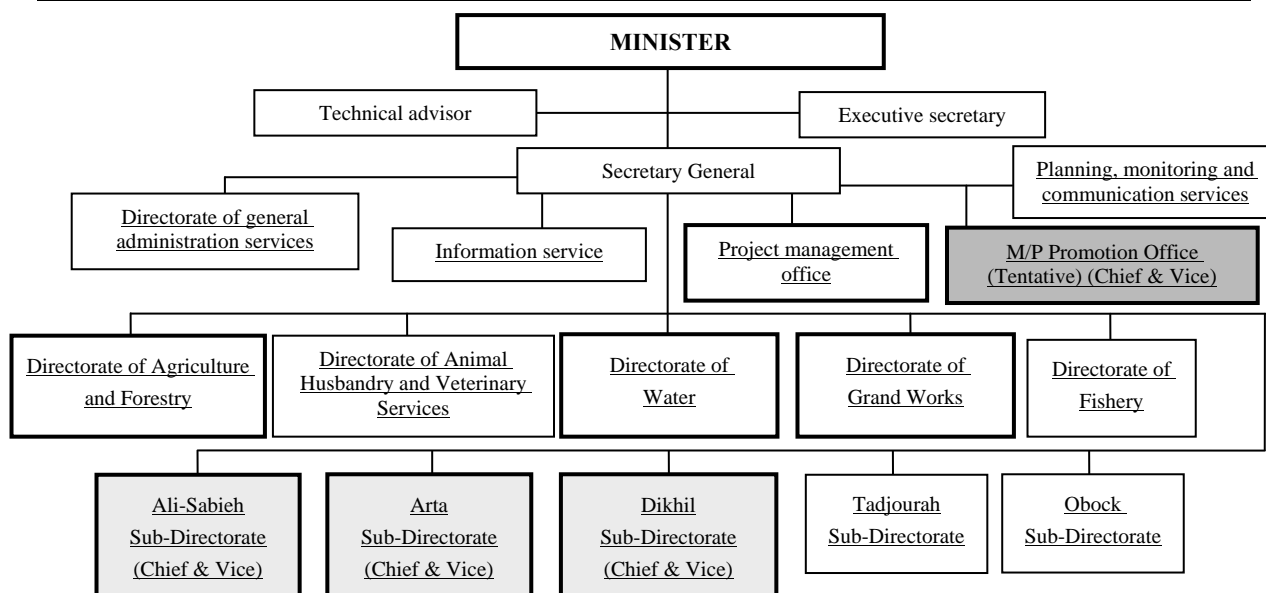 MINISTER
Technical advisor
Executive secretary
Secretary General
Planning, monitoring and
communication services
Directorate of general
administration services
Information service
Project management
office
M/P Promotion Office
(Tentative) (Chief & Vice)
Directorate of Agriculture
and Forestry
Directorate of Animal
Husbandry and Veterinary
Services
Directorate of
Water
Directorate of
Grand Works
Directorate of
Fishery
Ali-Sabieh
Sub-Directorate
(Chief & Vice)
Arta
Sub-Directorate
(Chief & Vice)
Dikhil
Sub-Directorate
(Chief & Vice)
Tadjourah
Sub-Directorate
Obock
Sub-Directorate